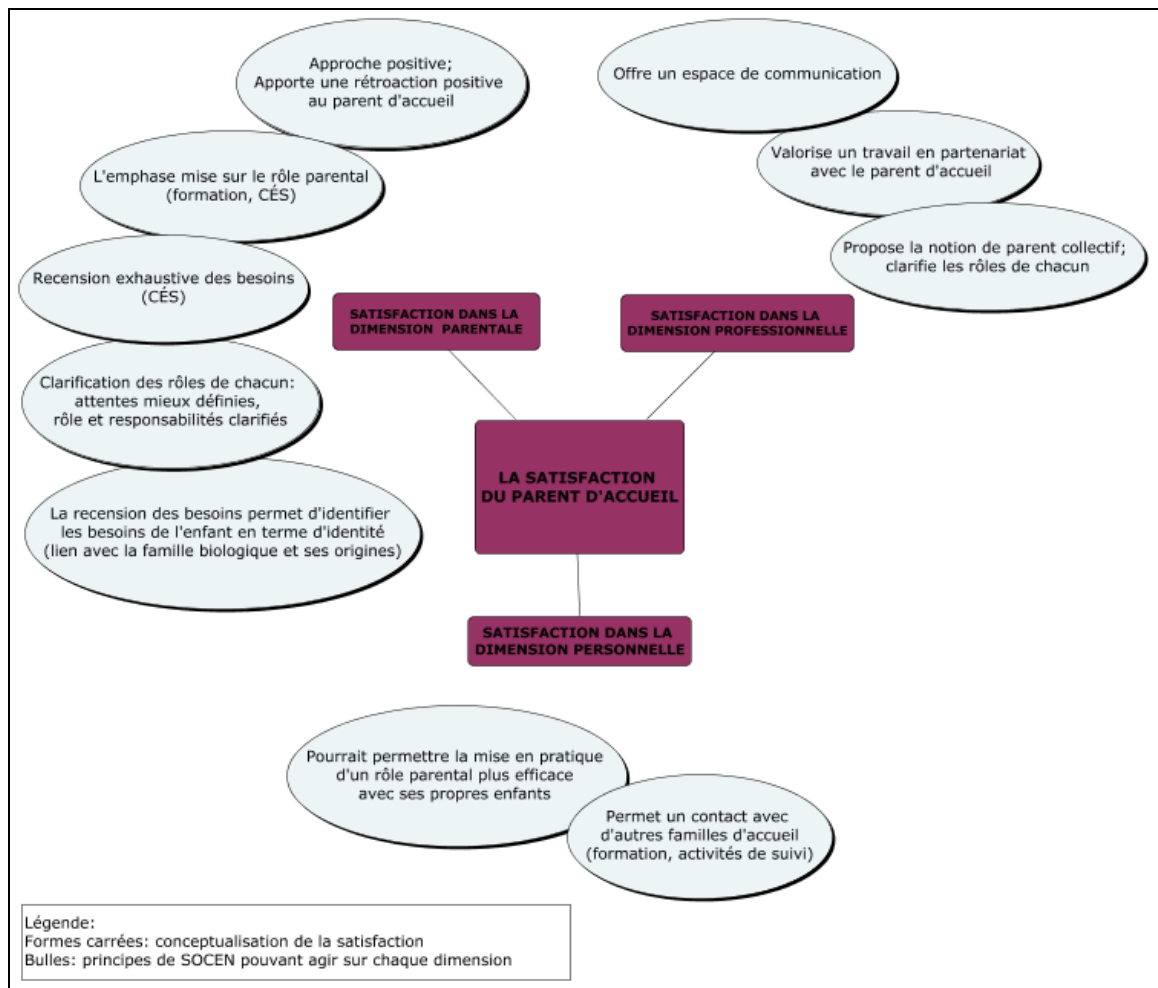 Approche positive;
Apporte une rétroaction positive
au parent d'accueil
L'emphase mise sur le rôle parental
(formation, CÉS)
Recension exhaustive des besoins
(CÉS)
Clarification des rôles de chacun:
attentes mieux définies,
rôle et responsabilités clarifiés
La recension des besoins permet d'identifier
les besoins de l'enfant en terme d'identité
(lien avec la famille biologique et ses origines)
Offre un espace de communication
Valorise un travail en partenariat
avec le parent d'accueil
Propose la notion de parent collectif;
clarifie les rôles de chacun
SATISFACTION DANS LA
DIMENSION PARENTALE
SATISFACTION DANS LA
DIMENSION PROFESSIONNELLE
LA SATISFACTION
DU PARENT D'ACCUEIL
SATISFACTION DANS LA
DIMENSION PERSONNELLE
Pourrait permettre la mise en pratique
d'un rôle parental plus efficace
avec ses propres enfants
Permet un contact avec
d'autres familles d'accueil
(formation, activités de suivi)
Légende:
Formes carrées: conceptualisation de la satisfaction
Bulles: principes de SOCEN pouvant agir sur chaque dimension